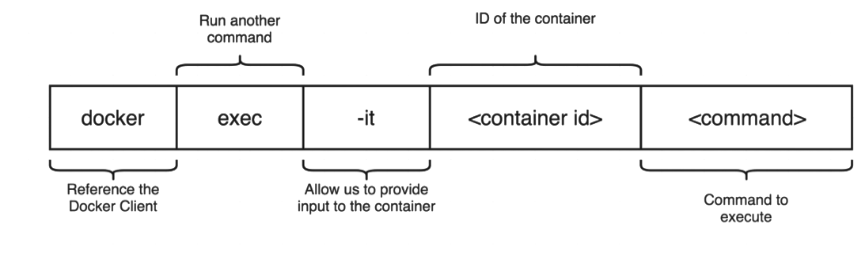 Run another
command
ID of the container
docker
exec
-it
<container id>
<command>
Reference the
Docker Client
Allow us to provide
input to the container
Command to
execute